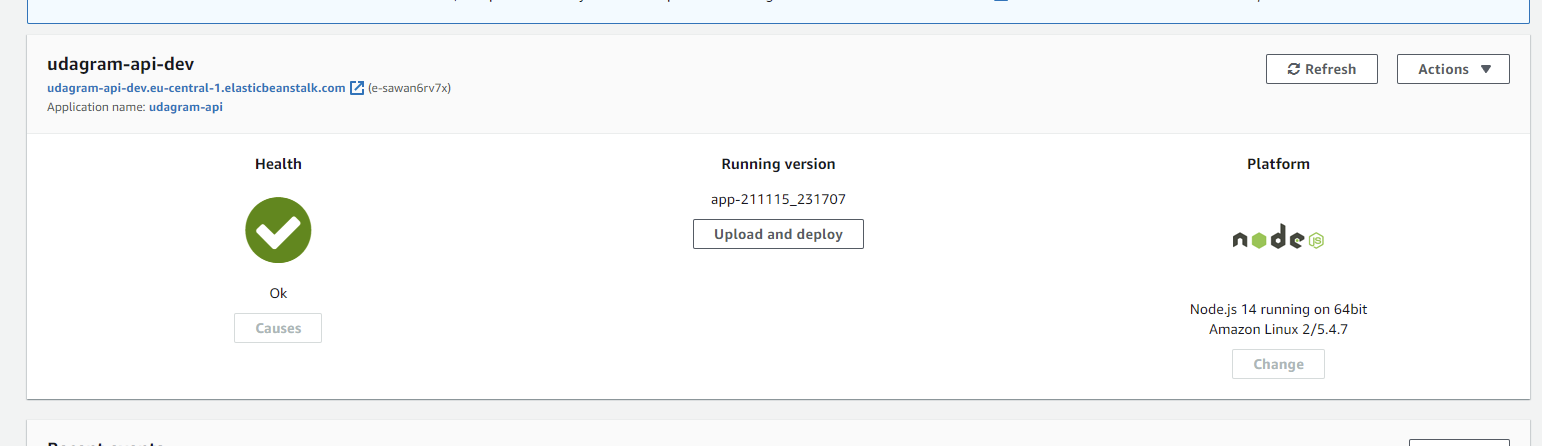 udagram-api-dev
Refresh
Actions
udagram-api-dev.eu-central-1.elasticbeanstalk.com (e-sawan6rv7x)
Application name: udagram-api
Health
Running version
Platform
app-211115_231707
Upload and deploy
node JS
Ok
Causes
Node.js 14 running on 64bit
Amazon Linux 2/5.4.7
Change